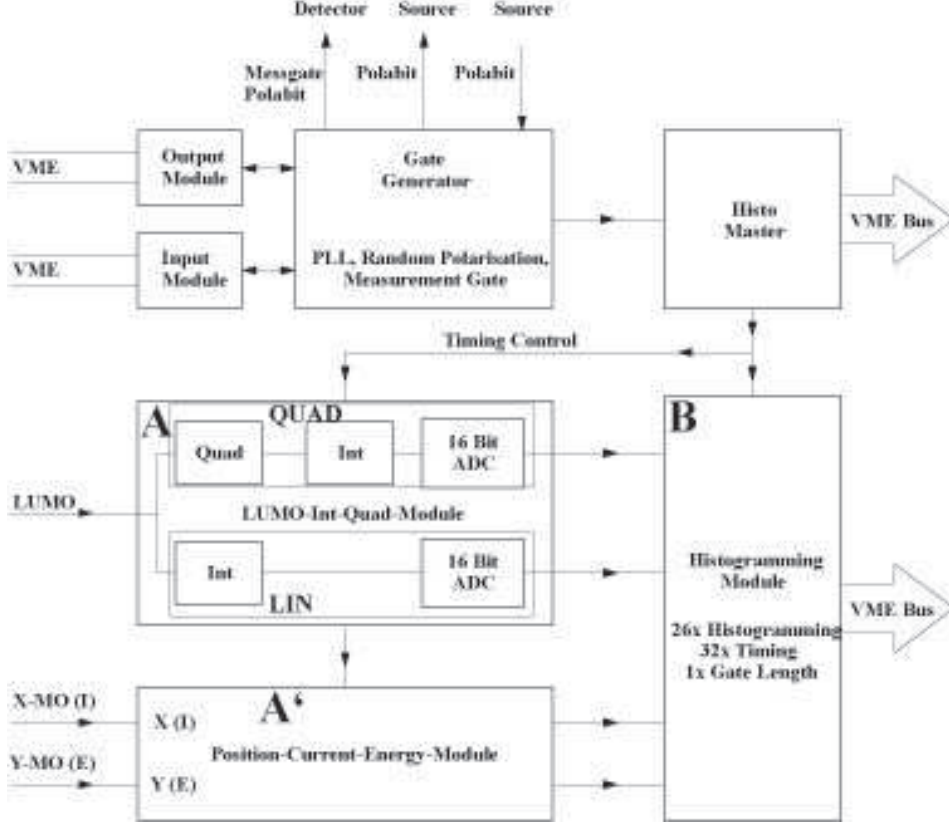 Detector
Source
Source
Messgate
Polabit
Polabit
Polabit
VME
Output
Module
Gate
Generator
Histo
Master
VME Bus
VME
Input
Module
PLL, Random Polarisation,
Measurement Gate
Timing Control
A
QUAD
Quad
Int
16 Bit
ADC
B
LUMO
LUMO-Int-Quad-Module
Int
16 Bit
ADC
LIN
Histogramming
Module
26x Histogramming
32x Timing
1x Gate Length
VME Bus
X-MO (I)
X (I)
A‘
Position-Current-Energy-Module
Y-MO (E)
Y (E)